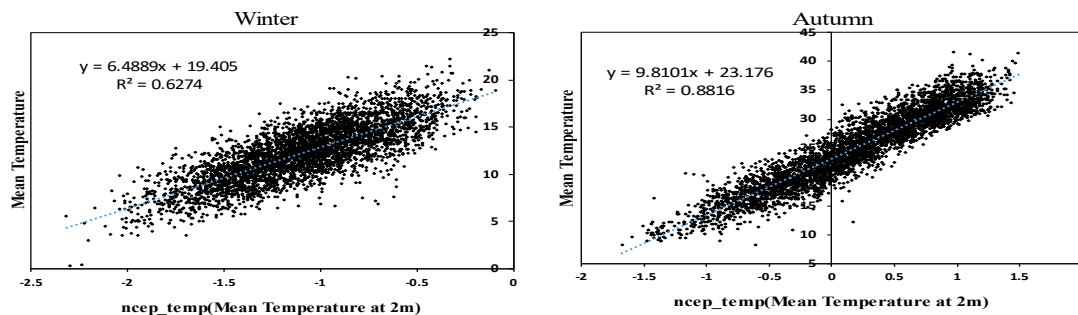 Winter
y = 6.4889x + 19.405
R² = 0.6274
25
20
15
10
5
0
-2.5
-2
-1.5
-1
-0.5
0
Mean Temperature
ncep_temp(Mean Temperature at 2m)
Autumn
y = 9.8101x + 23.176
R² = 0.8816
45
40
35
30
25
15
10
5
-2
-1.5
-1
-0.5
0
0.5
1
1.5
Mean Temperature
ncep_temp(Mean Temperature at 2m)